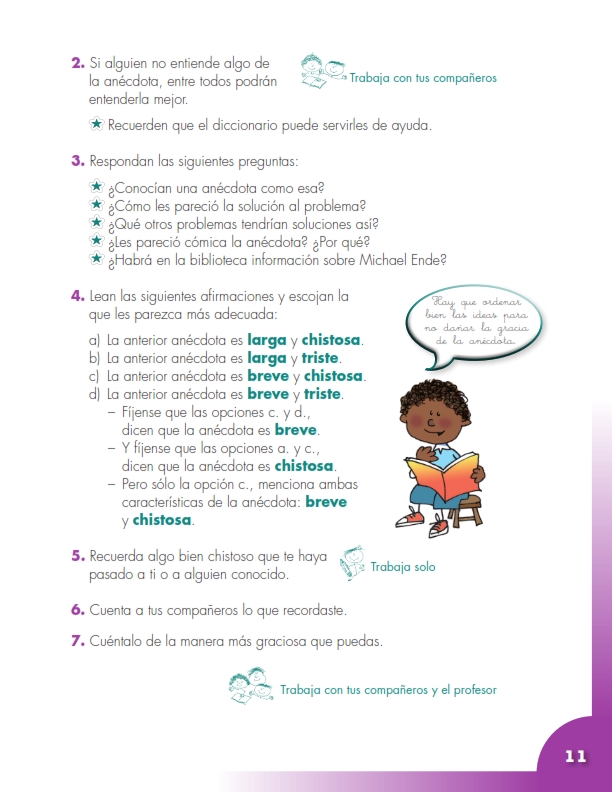 2. Si alguien no entiende algo de
la anécdota, entre todos podrán
entenderla mejor.
Trabaja con tus compañeros
Recuerden que el diccionario puede servirles de ayuda.
3. Respondan las siguientes preguntas:
¿Conocían una anécdota como esa?
¿Cómo les pareció la solución al problema?
¿Qué otros problemas tendrían soluciones así?
¿Les pareció cómica la anécdota? ¿Por qué?
¿Habrá en la biblioteca información sobre Michael Ende?
4. Lean las siguientes afirmaciones y escojan la
que les parezca más adecuada:
a) La anterior anécdota es larga y chistosa.
b) La anterior anécdota es larga y triste.
c) La anterior anécdota es breve y chistosa.
d) La anterior anécdota es breve y triste.
– Fíjense que las opciones c. y d.,
dicen que la anécdota es breve.
– Y fíjense que las opciones a. y c.,
dicen que la anécdota es chistosa.
– Pero sólo la opción c., menciona ambas
características de la anécdota: breve
y chistosa.
Hay que ordenar
bien las ideas para
no dañar la gracia
de la anécdota.
5. Recuerda algo bien chistoso que te haya
pasado a ti o a alguien conocido.
Trabaja solo
6. Cuenta a tus compañeros lo que recordaste.
7. Cuéntalo de la manera más graciosa que puedas.
Trabaja con tus compañeros y el profesor
11